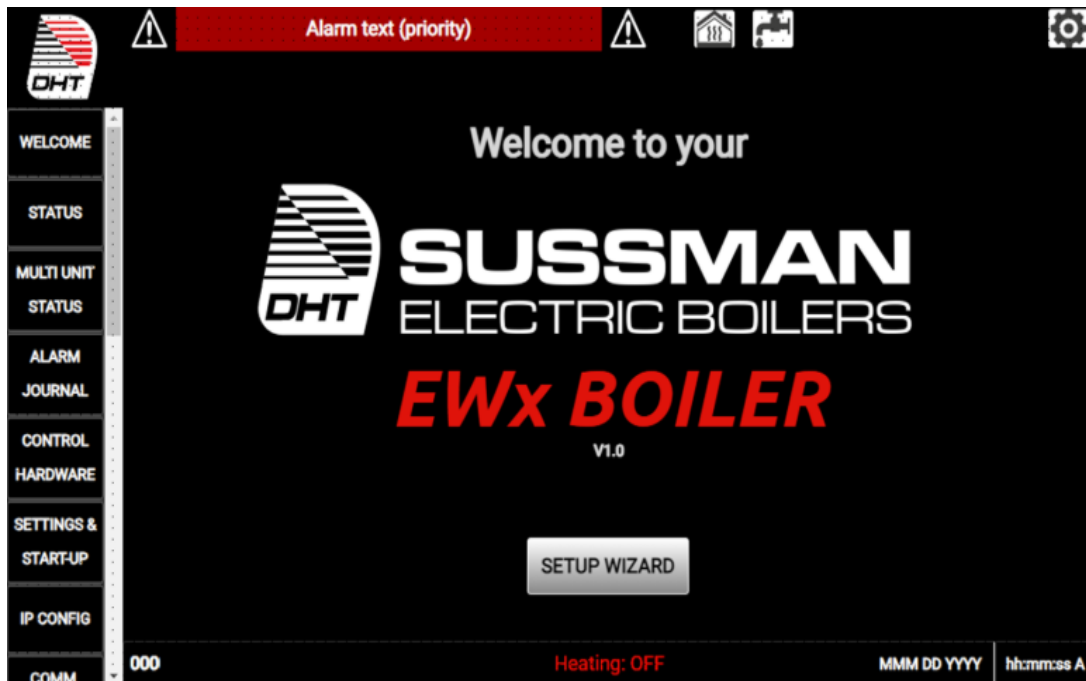 Alarm text (priority)
DHT
WELCOME
STATUS
MULTI UNIT
STATUS
ALARM
JOURNAL
CONTROL
HARDWARE
SETTINGS &
START-UP
IP CONFIG
COMM
Welcome to your
DHT
SUSSMAN
ELECTRIC BOILERS
EWx BOILER
V1.0
SETUP WIZARD
000
Heating: OFF
MMM DD YYYY
hh:mm:ss A